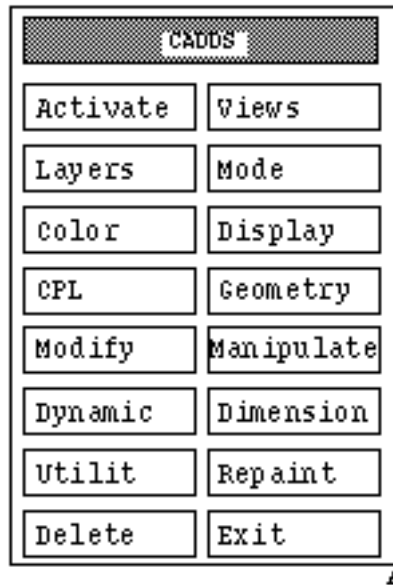 CADDS
Activate Views
Layers Mode
Color Display
CPL Geometry
Modify Manipulate
Dynamic Dimension
Utilit Repaint
Delete Exit